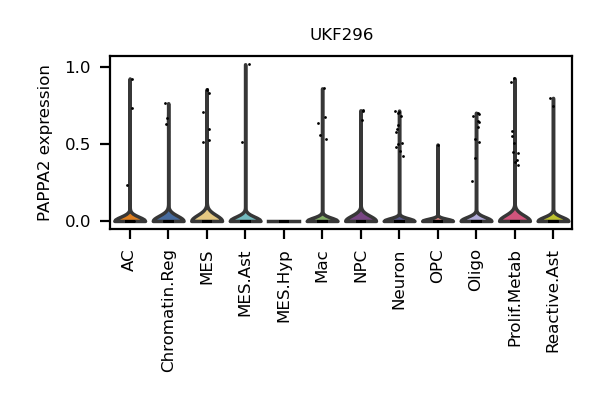 UKF296
PAPPA2 expression
1.0
0.5
0.0
AC
Chromatin.Reg
MES
MES.Ast
MES.Hyp
Mac
NPC
Neuron
OPC
Oligo
Prolif.Metab
Reactive.Ast